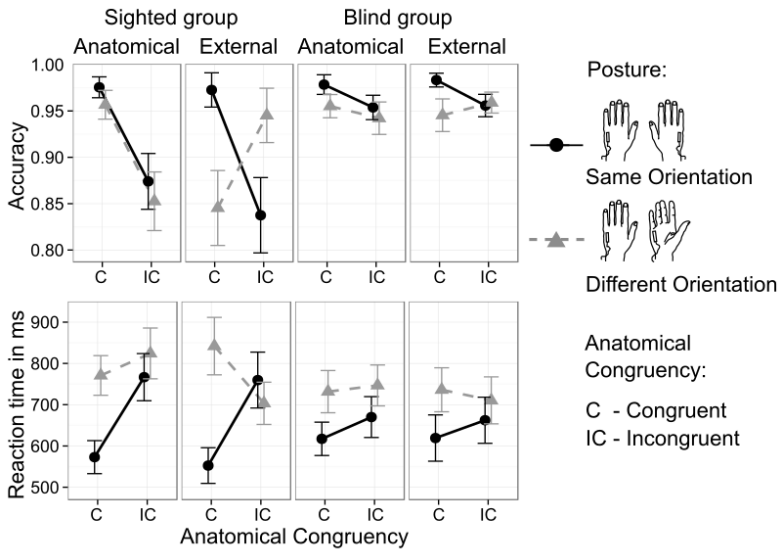 Sighted group Blind group
Anatomical External Anatomical External
Accuracy
1.00
0.95
0.90
0.85
0.80
C IC C IC C IC C IC
Reaction time in ms
900
800
700
600
500
C IC C IC C IC C IC
Anatomical Congruency
Posture:
Same Orientation
Different Orientation
Anatomical
Congruency:
C - Congruent
IC - Incongruent